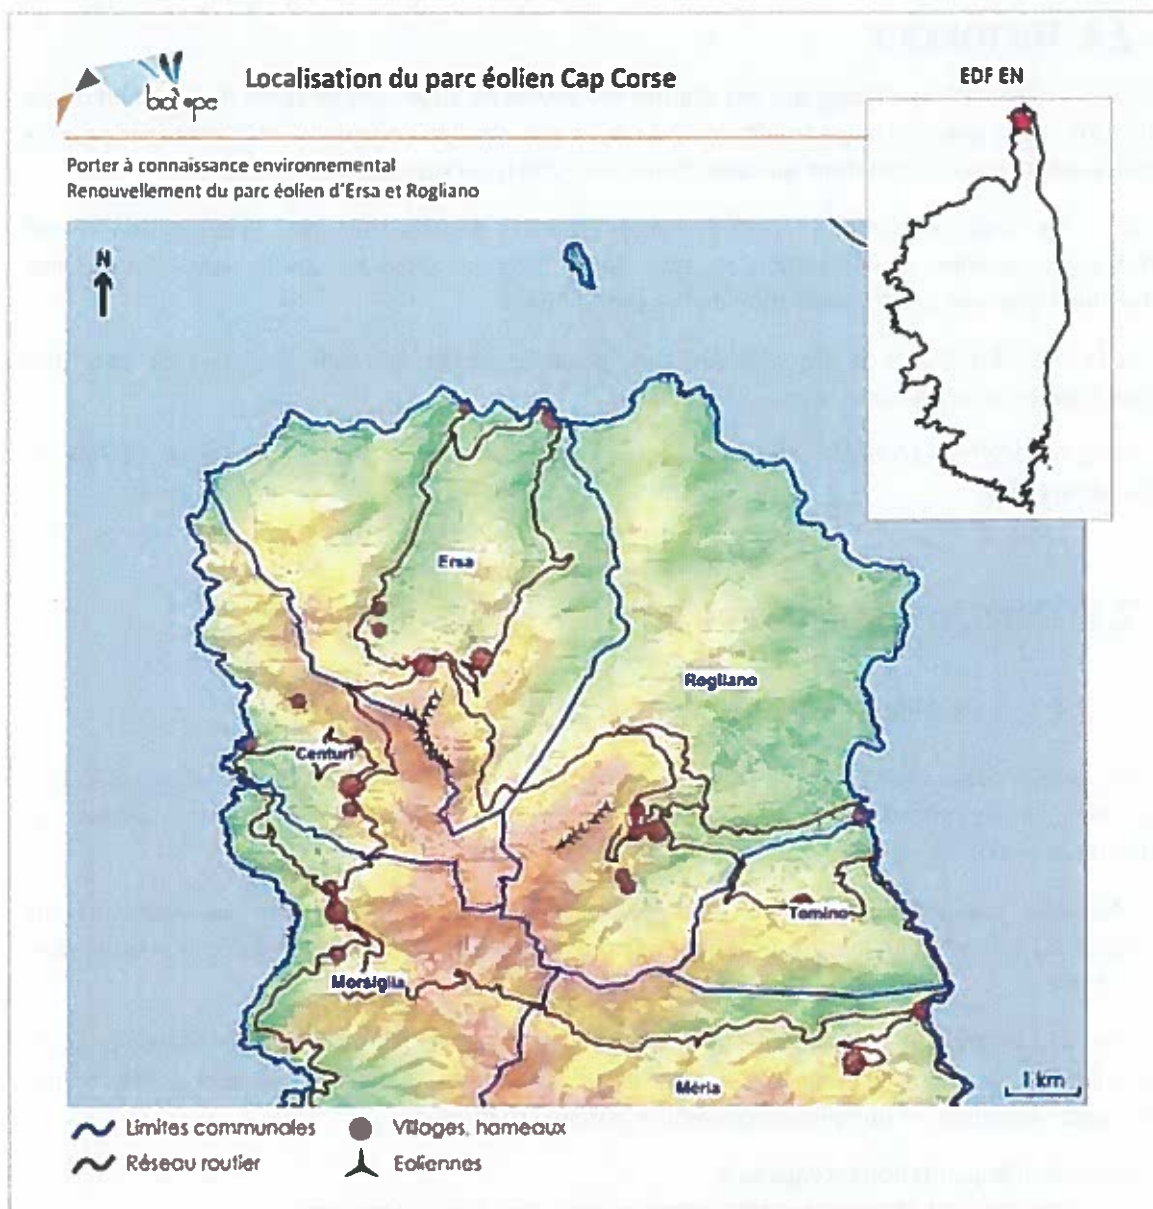 biotope
Localisation du parc éolien Cap Corse
EDF EN
Porter à connaissance environnemental
Renouvellement du parc éolien d'Ersa et Rogliano
N
Ersa
Rogliano
Centuri
Tomino
Morsiglia
Méria
1 km
Limites communales
Villages, hameaux
Réseau routier
Eoliennes